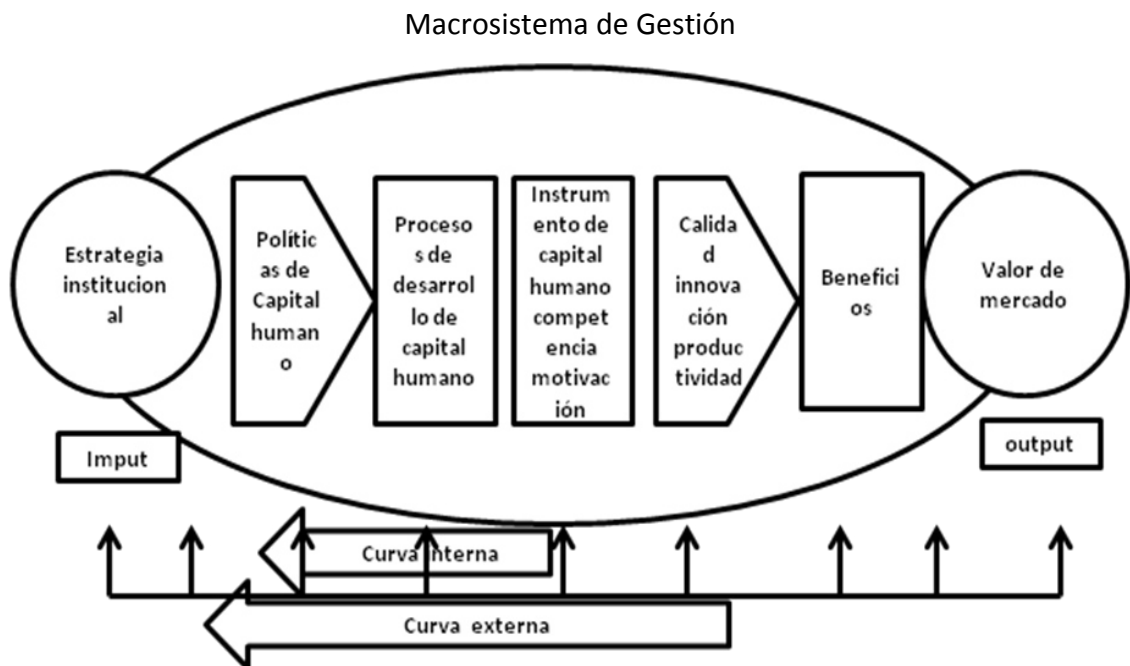 Macrosistema de Gestión
Estrategia
institucion
al
Polític
as de
Capital
human
o
Proceso
s de
desarrol
lo de
capital
humano
Instrum
ento de
capital
humano
compet
encia
motivac
ión
Calida
d
innova
ción
produc
tividad
Benefici
os
Valor de
mercado
Imput
output
Curva interna
Curva externa